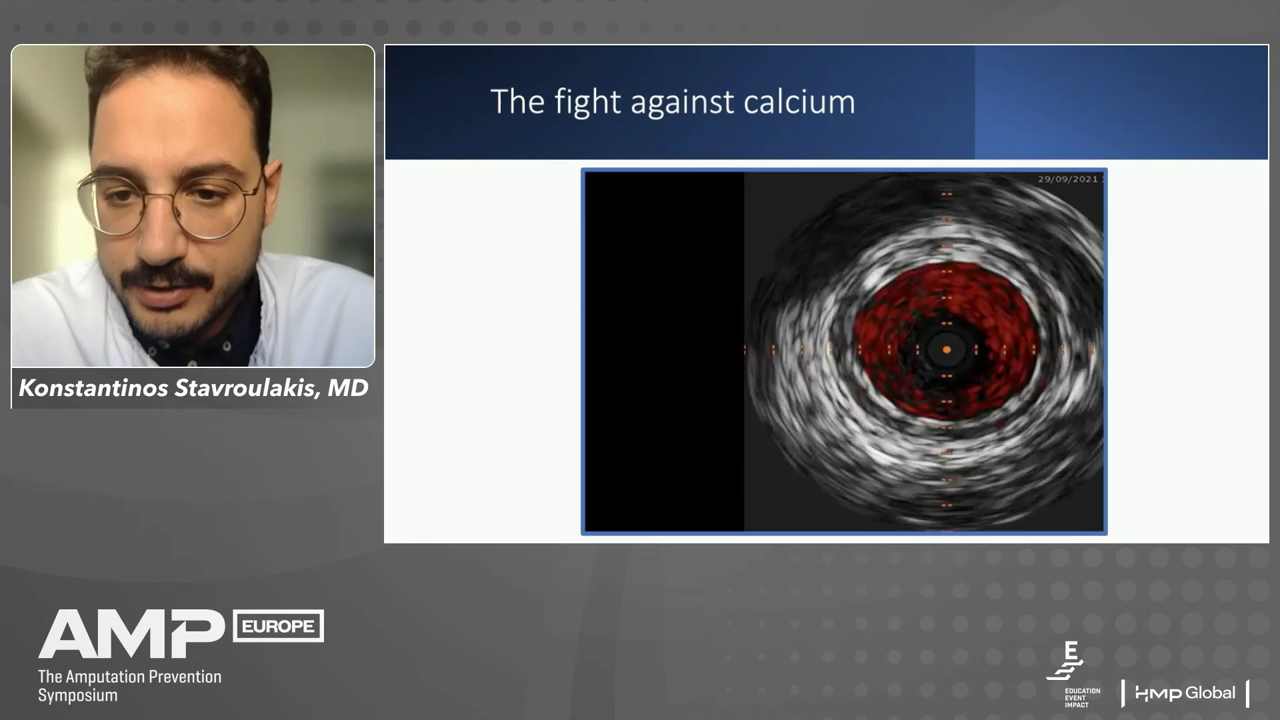 The fight against calcium
29/09/2021
Konstantinos Stavroulakis, MD
AMP EUROPE
The Amputation Prevention
Symposium
E
EDUCATION
EVENT
IMPACT
HMP Global